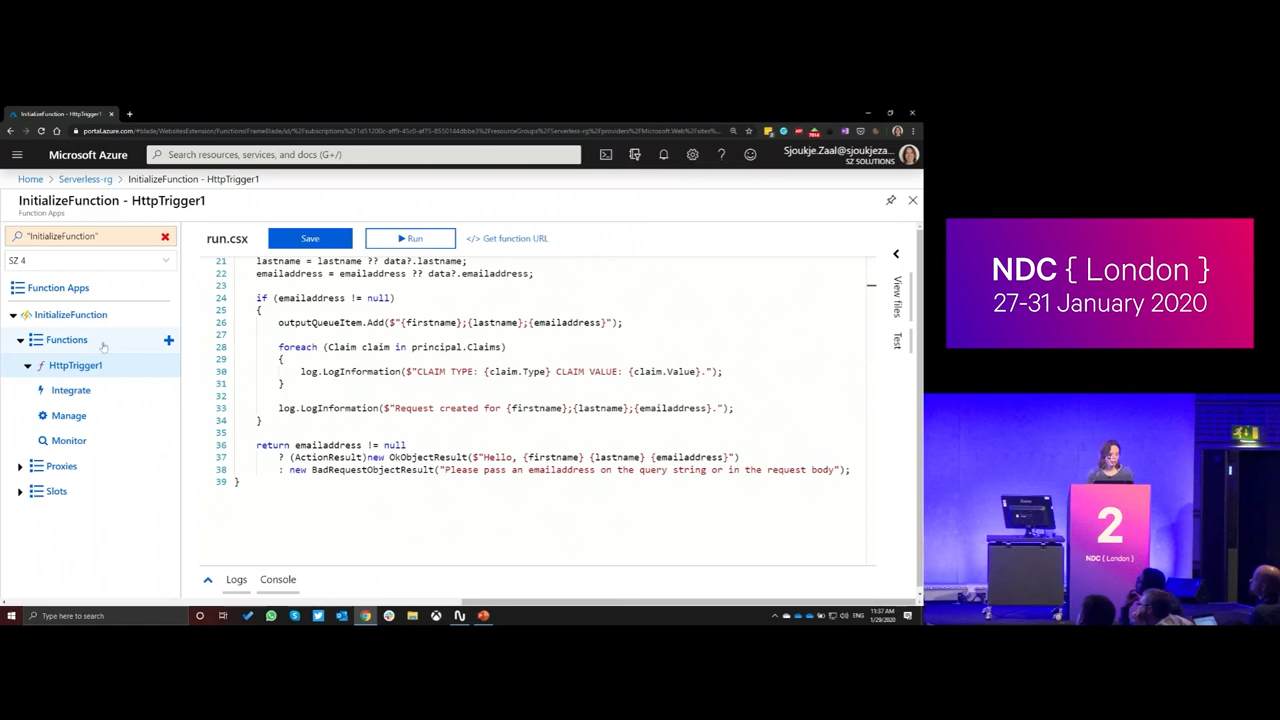 InitializeFunction - HttpTrigger1
Microsoft Azure
Search resources, services, and docs (G+/)
Sjoukje.Zaal@sjoukjeza...
SZ SOLUTIONS
Home > Serverless-rg > InitializeFunction - HttpTrigger1
InitializeFunction - HttpTrigger1
Function Apps
"InitializeFunction"
SZ 4
Function Apps
InitializeFunction
Functions
HttpTrigger1
Integrate
Manage
Monitor
Proxies
Slots
run.csx
Save
Run
</> Get function URL
21 lastname = lastname ?? data?.lastname;
22 emailaddress = emailaddress ?? data?.emailaddress;
23
24 if (emailaddress != null)
25 {
26 outputQueueItem.Add($"{firstname};{lastname};{emailaddress}");
27
28 foreach (Claim claim in principal.Claims)
29 {
30 log.LogInformation($"CLAIM TYPE: {claim.Type} CLAIM VALUE: {claim.Value}.");
31 }
32
33 log.LogInformation($"Request created for {firstname};{lastname};{emailaddress}.");
34 }
35
36 return emailaddress != null
37 ? (ActionResult)new OkObjectResult($"Hello, {firstname} {lastname} {emailaddress}")
38 : new BadRequestObjectResult("Please pass an emailaddress on the query string or in the request body");
39 }
View files
Test
Logs
Console
Type here to search
ENG
11:37 AM
1/29/2020
NDC { London }
27-31 January 2020
2
NDC { London }